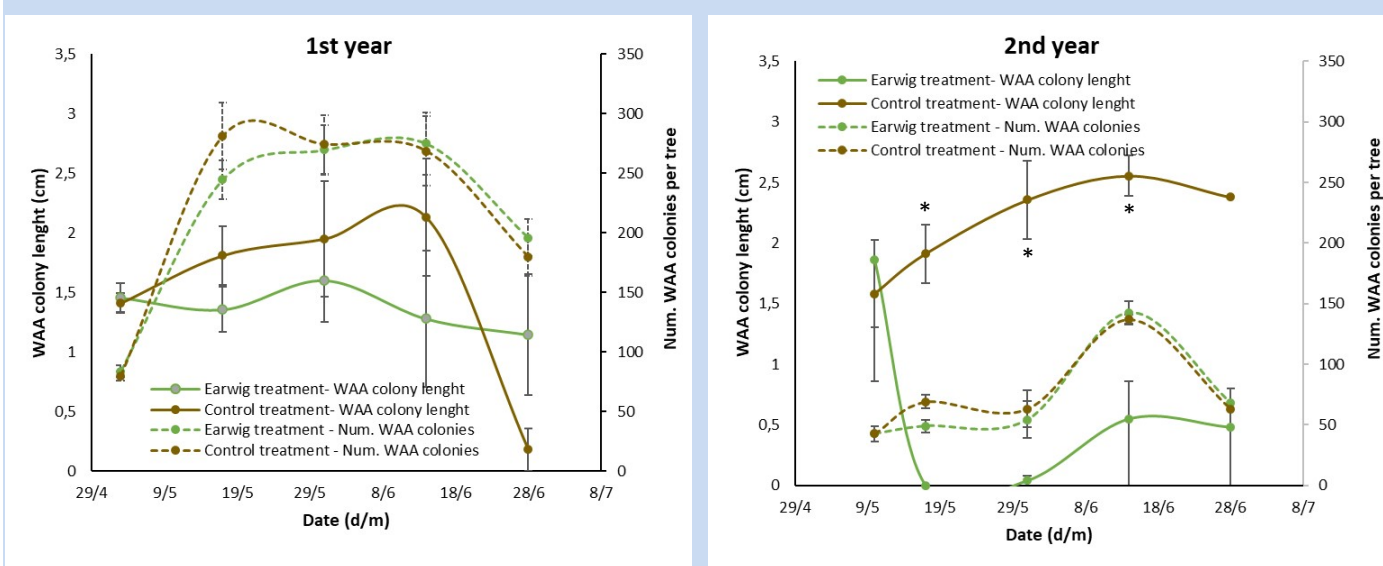 1st year
3,5
3
2,5
2
1,5
1
0,5
0
WAA colony lenght (cm)
350
300
250
200
150
100
50
0
Num. WAA colonies per tree
Earwig treatment- WAA colony lenght
Control treatment- WAA colony lenght
Earwig treatment - Num. WAA colonies
Control treatment - Num. WAA colonies
29/4 9/5 19/5 29/5 8/6 18/6 28/6 8/7
Date (d/m)
2nd year
3,5
3
2,5
2
1,5
1
0,5
0
WAA colony lenght (cm)
350
300
250
200
150
100
50
0
Num. WAA colonies per tree
Earwig treatment- WAA colony lenght
Control treatment- WAA colony lenght
Earwig treatment - Num. WAA colonies
Control treatment - Num. WAA colonies
*
*
*
29/4 9/5 19/5 29/5 8/6 18/6 28/6 8/7
Date (d/m)